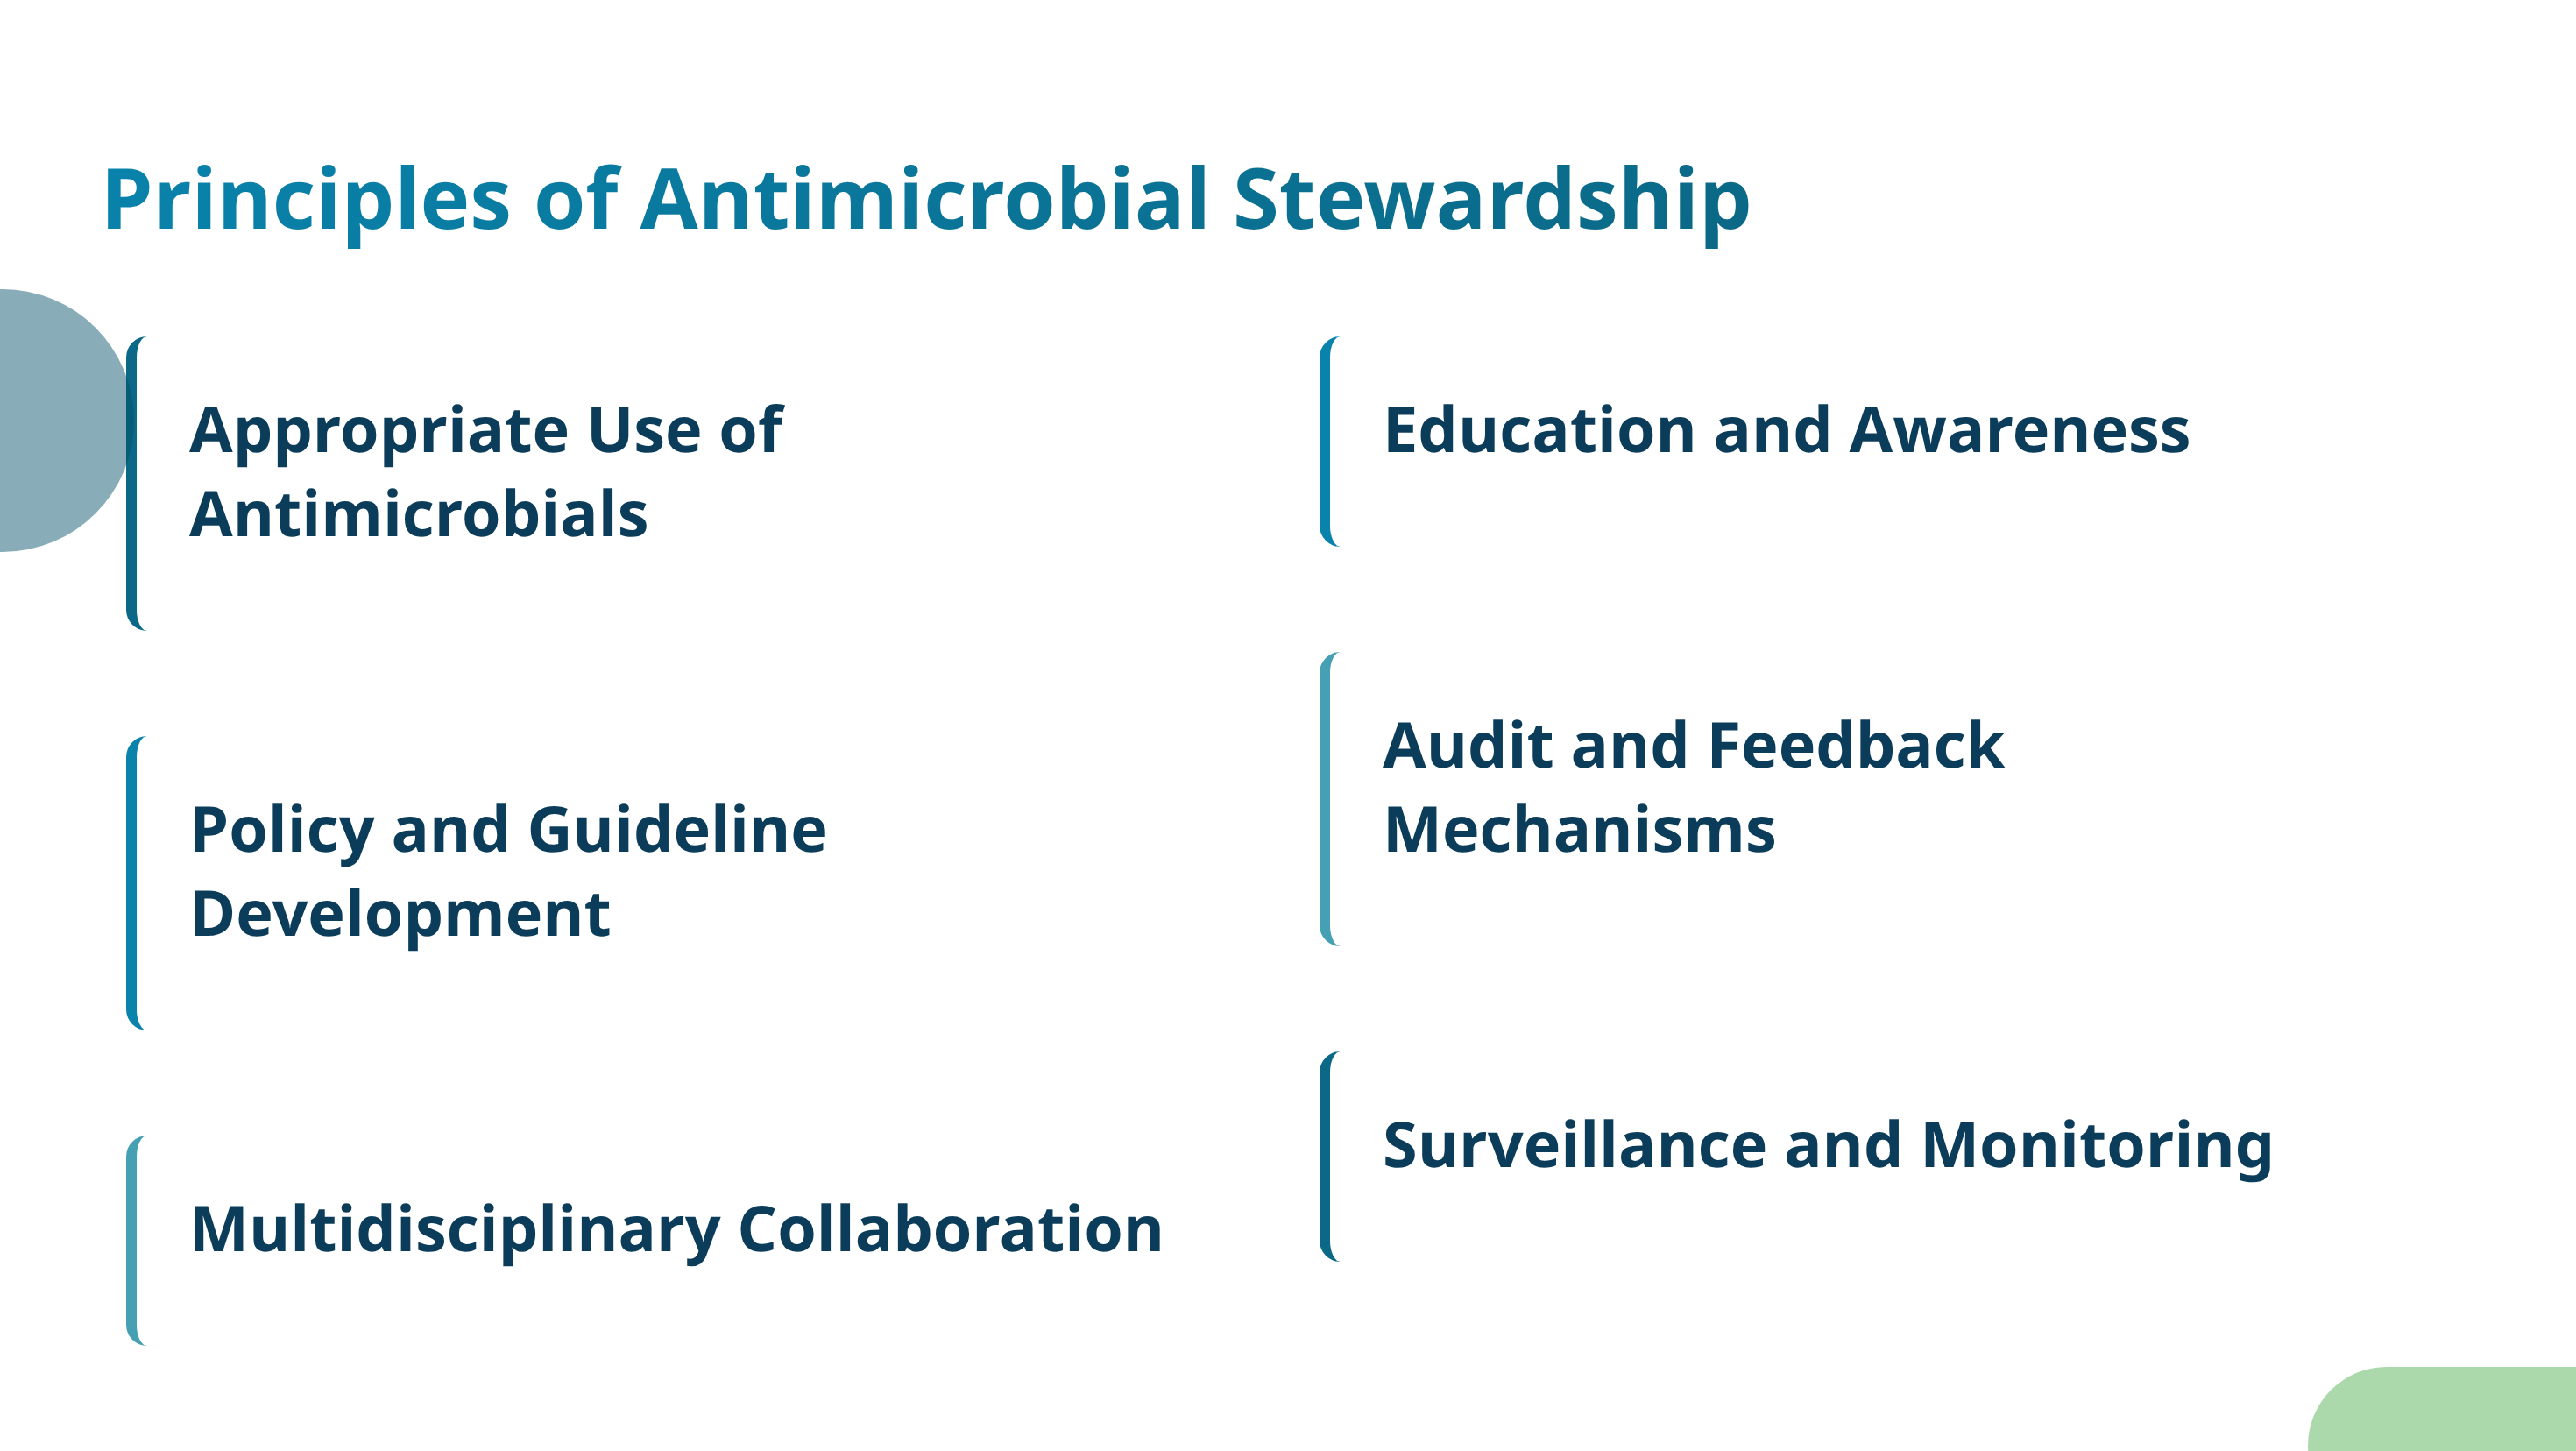 Principles of Antimicrobial Stewardship
Appropriate Use of
Antimicrobials
Policy and Guideline
Development
Multidisciplinary Collaboration
Education and Awareness
Audit and Feedback
Mechanisms
Surveillance and Monitoring